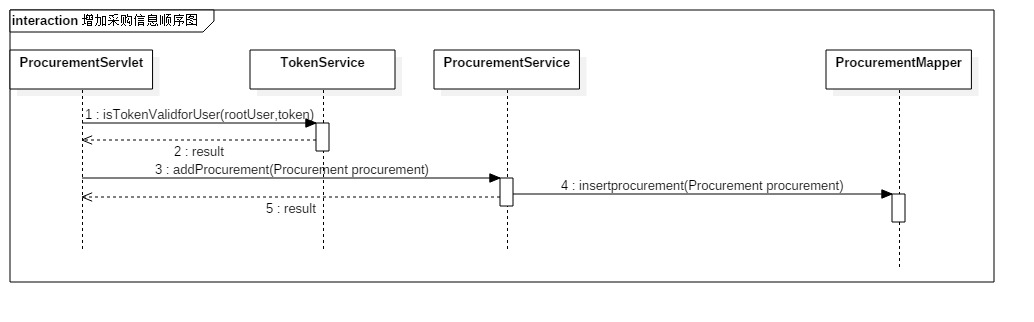 interaction 增加采购信息顺序图
ProcurementServlet
TokenService
ProcurementService
ProcurementMapper
1 : isTokenValidforUser(rootUser,token)
2 : result
3 : addProcurement(Procurement procurement)
4 : insertprocurement(Procurement procurement)
5 : result